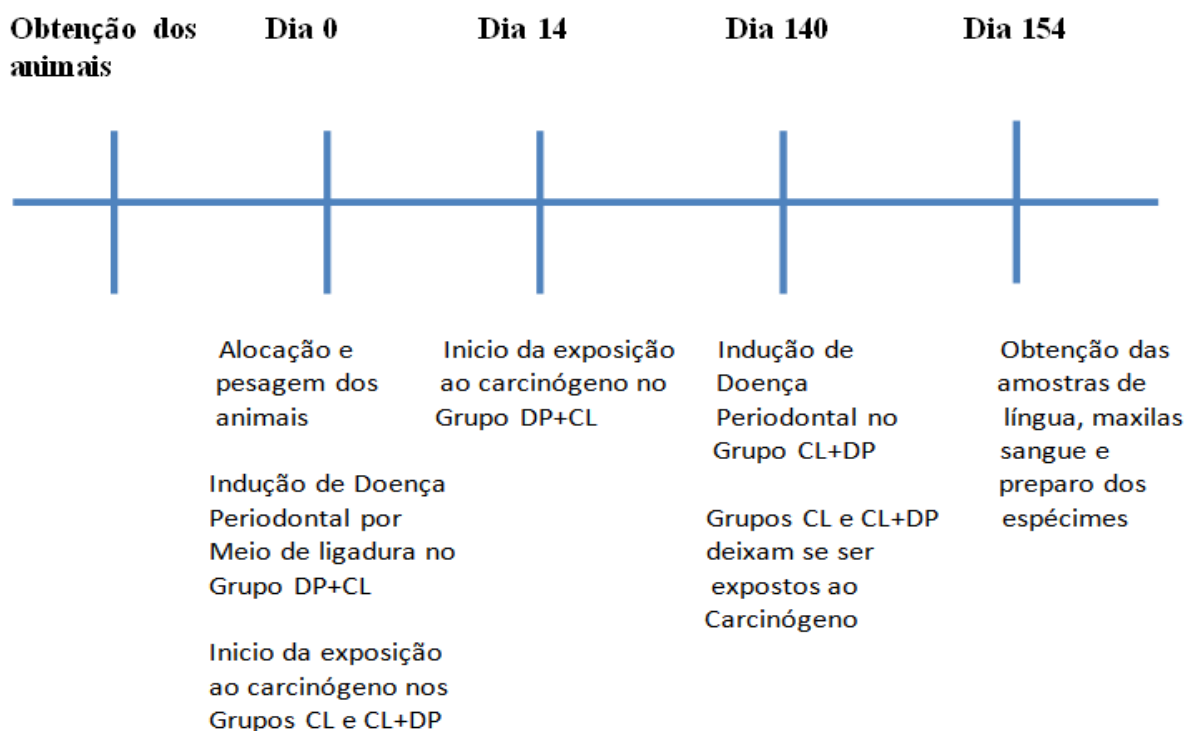 Obtenção dos
animais
Dia 0
Dia 14
Dia 140
Dia 154
Alocação e
pesagem dos
animais
Indução de Doença
Periodontal por
Meio de ligadura no
Grupo DP+CL
Inicio da exposição
ao carcinógeno nos
Grupos CL e CL+DP
Inicio da exposição
ao carcinógeno no
Grupo DP+CL
Indução de
Doença
Periodontal no
Grupo CL+DP
Grupos CL e CL+DP
deixam se ser
expostos ao
Carcinógeno
Obtenção das
amostras de
língua, maxilas
sangue e
preparo dos
espécimes